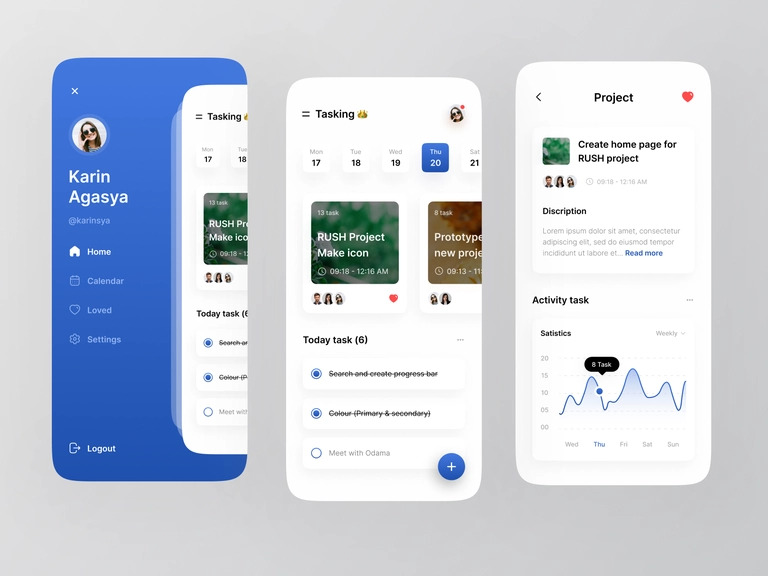 Karin
Agasya
@karinsya
Home
Calendar
Loved
Settings
Logout
Tasking
Mon
Tue
17
18
13 task
RUSH Pr
Make ico
09:18 - 12
Today task (6
Search ar
Colour (P
Meet with
Tasking
Mon
Tue
Wed
Thu
Sat
17
18
19
20
21
13 task
RUSH Project
Make icon
09:18 - 12:16 AM
8 task
Prototype
new proje
09:13 - 11:
Today task (6)
Search and create progress bar
Colour (Primary & secondary)
Meet with Odama
Project
Create home page for
RUSH project
09:18 - 12:16 AM
Discription
Lorem ipsum dolor sit amet, consectetur
adipiscing elit, sed do eiusmod tempor
incididunt ut labore et... Read more
Activity task
Satistics
Weekly
8 Task
20
15
10
05
00
Wed
Thu
Fri
Sat
Sun